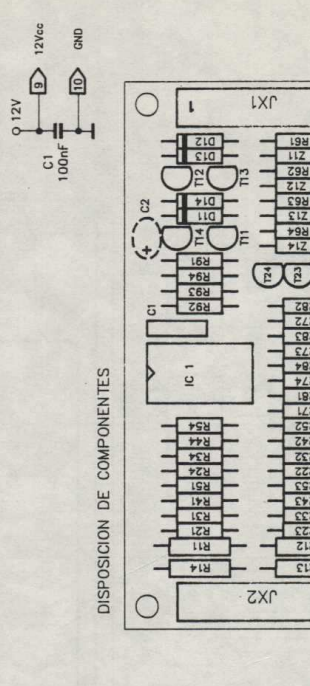 12Vcc
GND
9
10
12V
C1
100nF
DISPOSICION DE COMPONENTES
1
JX1
D12
D13
T12
T13
C2
+
D14
D11
T14
T11
R91
R94
R93
R92
C1
IC 1
R54
R44
R34
R24
R51
R41
R31
R21
R11
R14
JX2
R61
Z11
R62
Z12
R63
Z13
R64
Z14
T24
T23